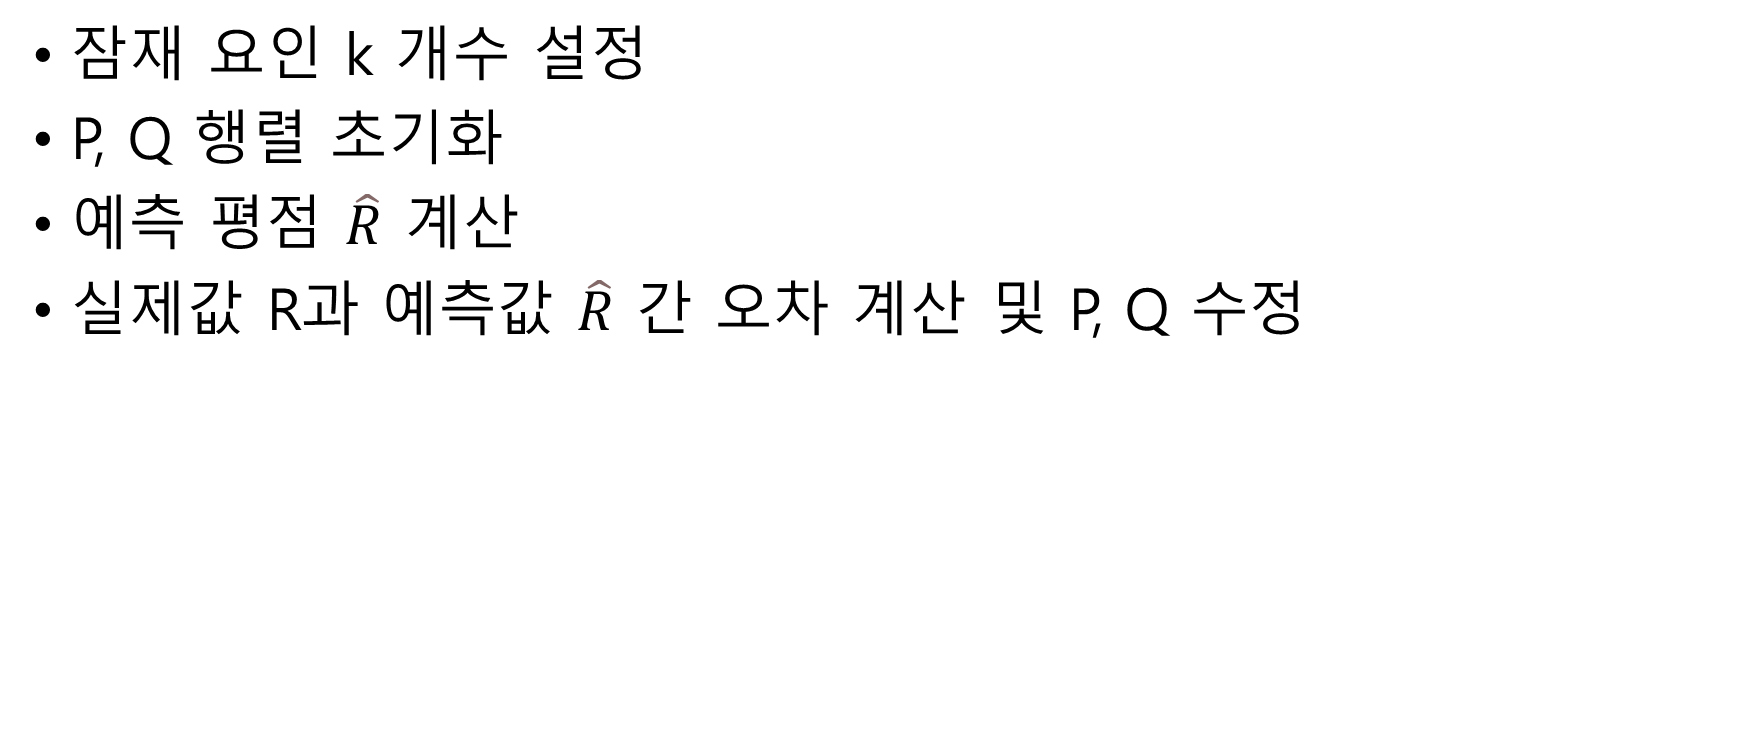 • 잠재 요인 k 개수 설정
• P, Q 행렬 초기화
• 예측 평점 R̂ 계산
• 실제값 R과 예측값 R̂ 간 오차 계산 및 P, Q 수정